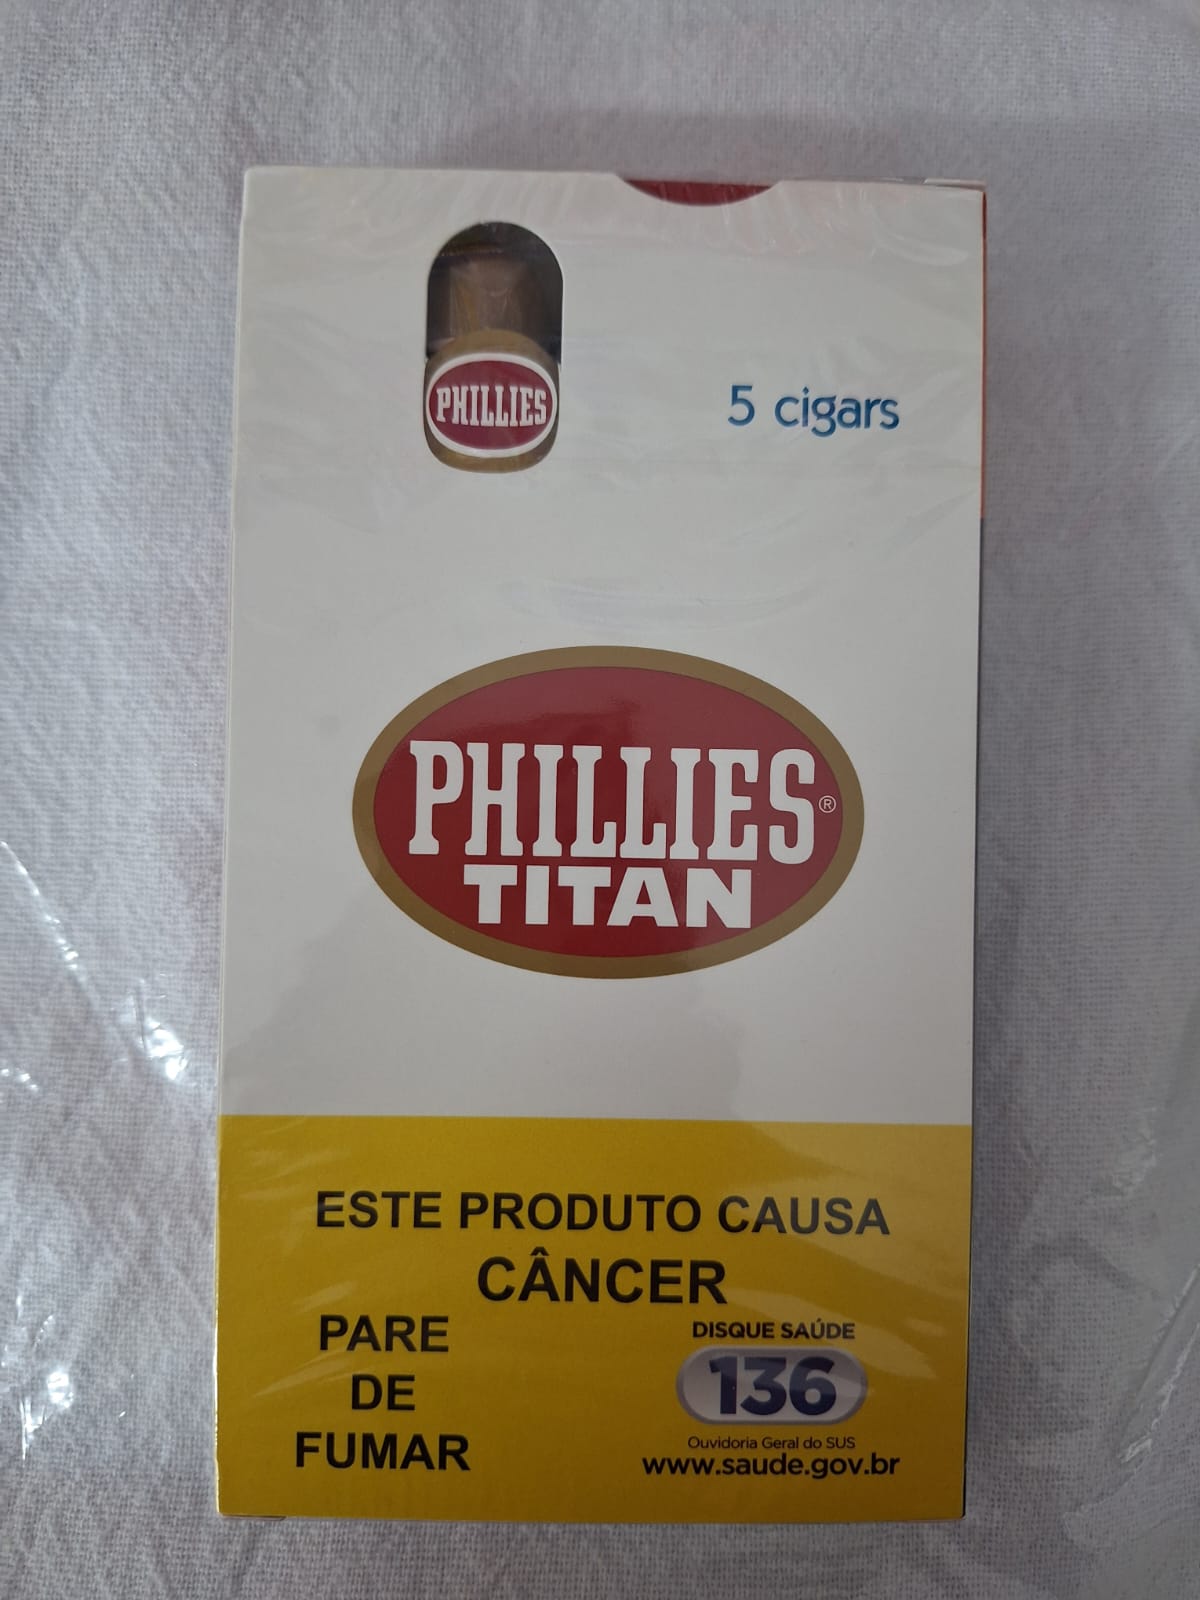 PHILLIES
5 cigars
PHILLIES®
TITAN
ESTE PRODUTO CAUSA
CÂNCER
PARE
DE
FUMAR
DISQUE SAÚDE
136
Ouvidoria Geral do SUS
www.saude.gov.br